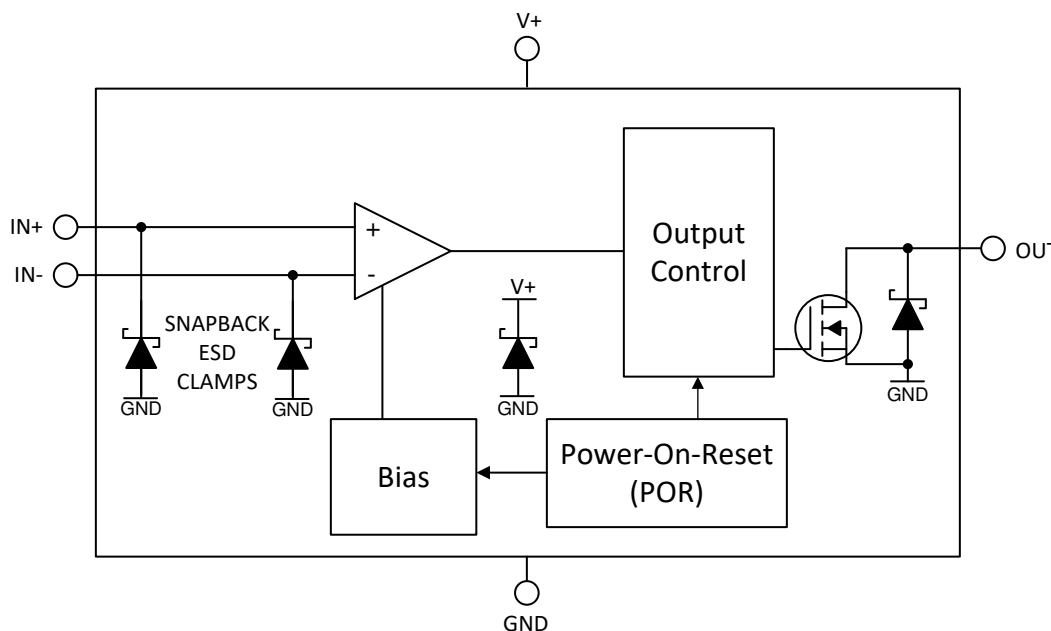 V+
IN+
IN-
+
-
SNAPBACK
ESD
CLAMPS
GND
GND
V+
GND
Output
Control
OUT
GND
Bias
Power-On-Reset
(POR)
GND